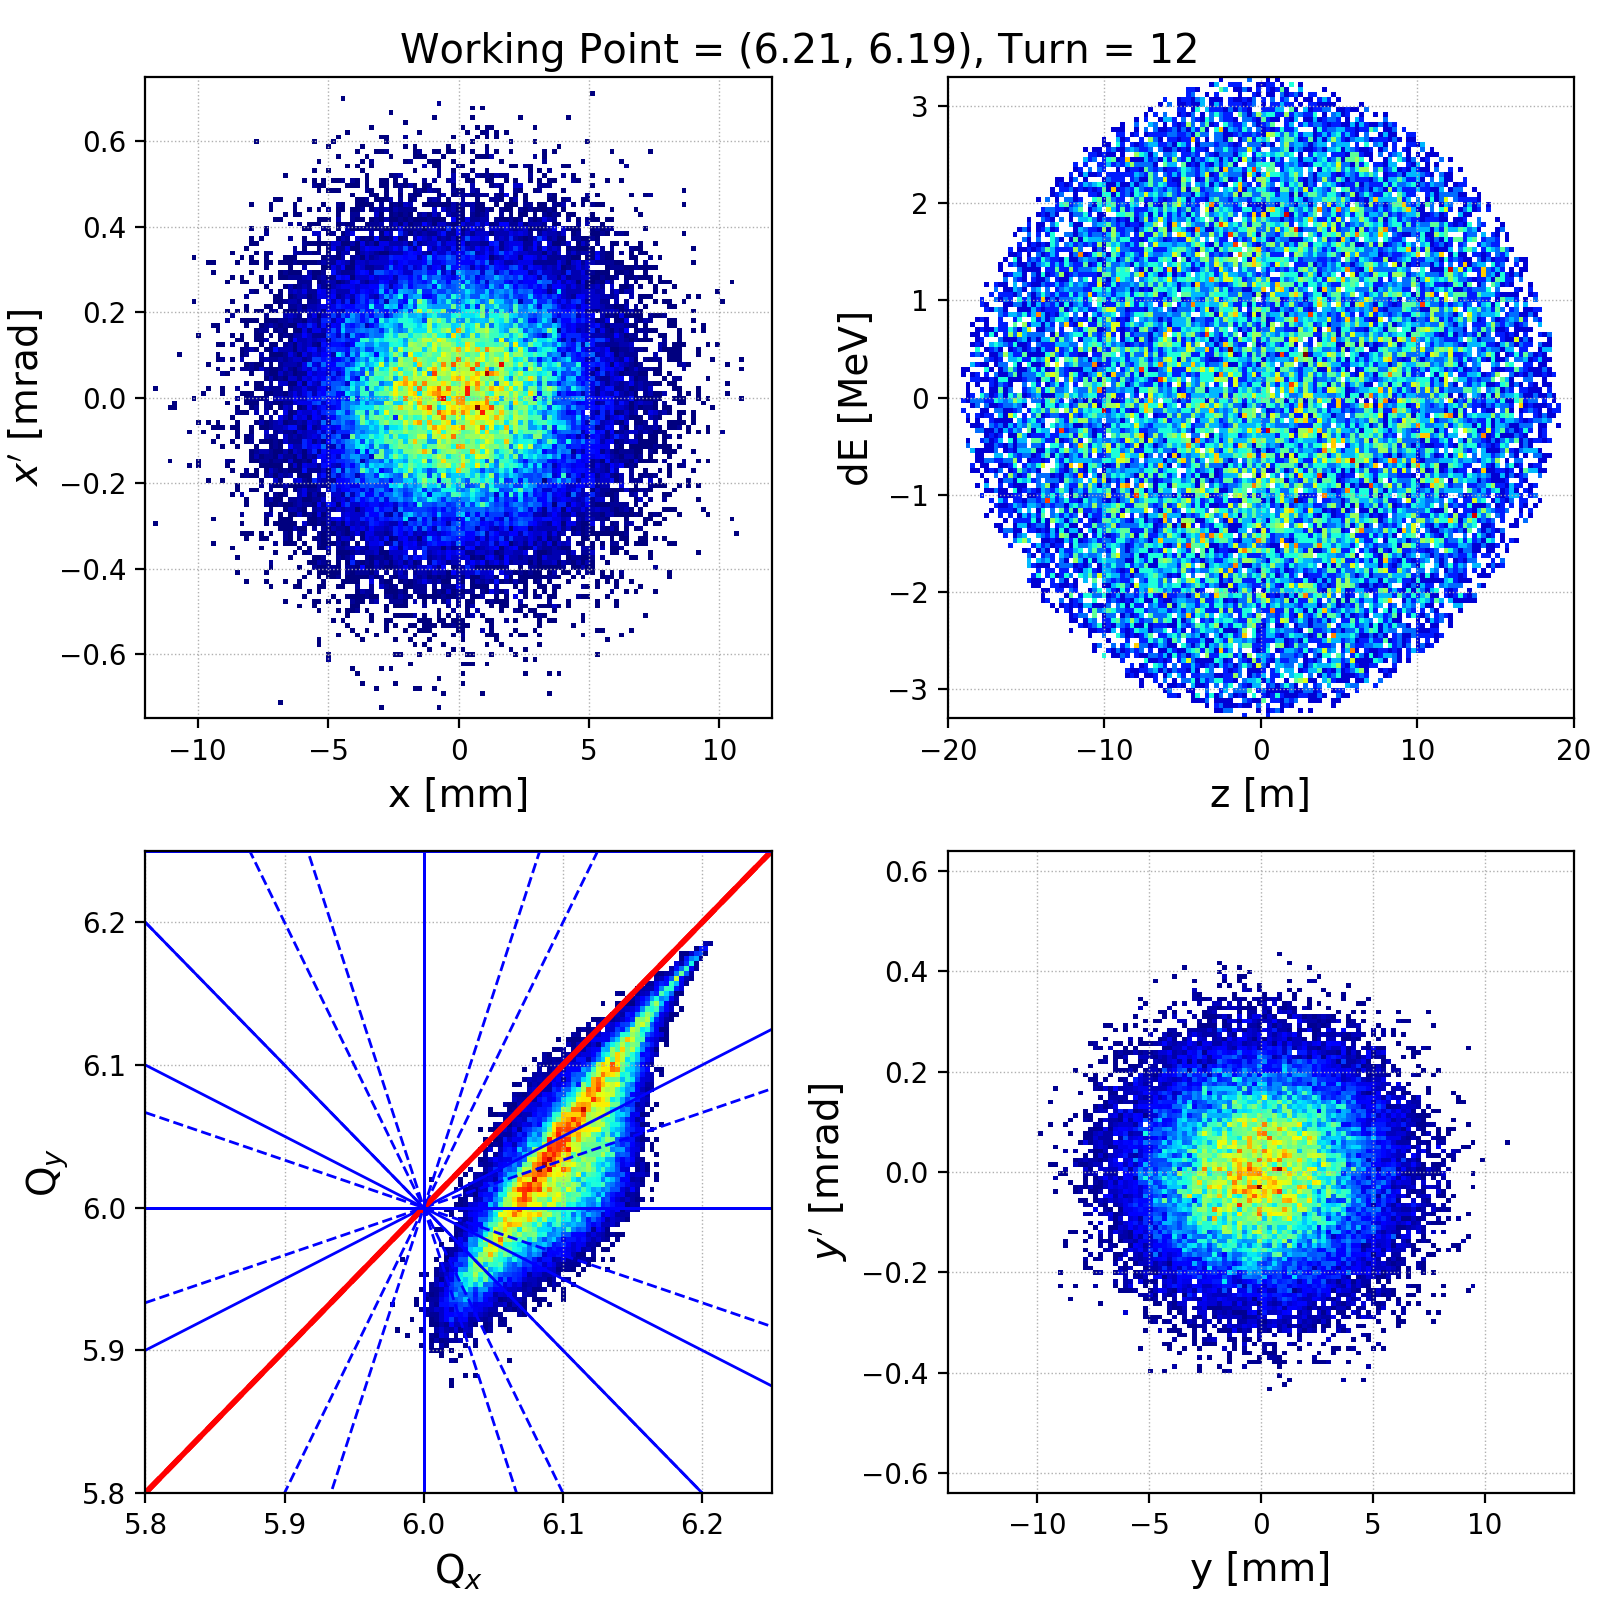 Working Point = (6.21, 6.19), Turn = 12
0.6
0.4
0.2
0.0
−0.2
−0.4
−0.6
x′ [mrad]
−10 −5 0 5 10
x [mm]
3
2
1
0
−1
−2
−3
dE [MeV]
−20 −10 0 10 20
z [m]
6.2
6.1
6.0
5.9
5.8
Qy
5.8 5.9 6.0 6.1 6.2
Qx
0.6
0.4
0.2
0.0
−0.2
−0.4
−0.6
y′ [mrad]
−10 −5 0 5 10
y [mm]